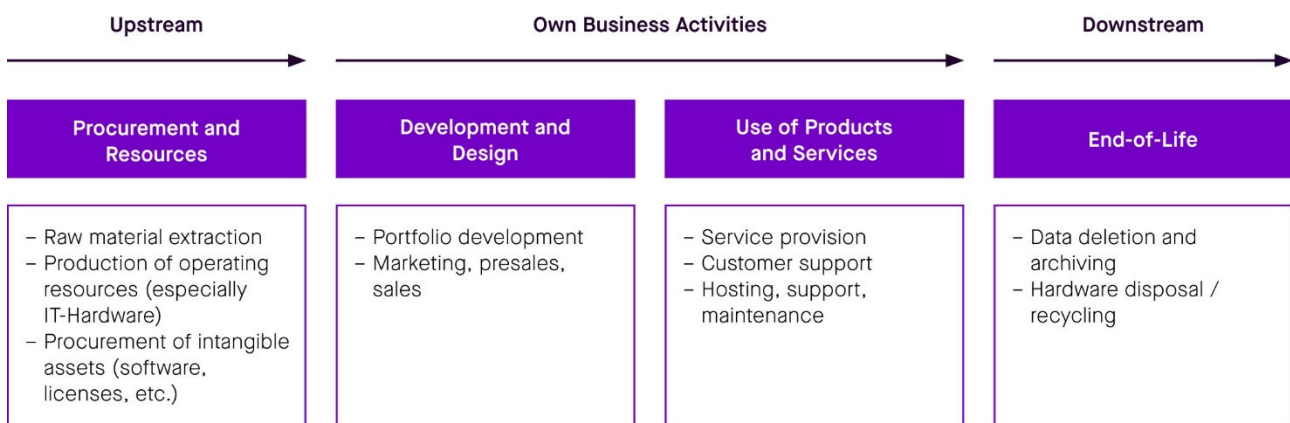 Upstream
Own Business Activities
Downstream
Procurement and
Resources
Development and
Design
Use of Products
and Services
End-of-Life
– Raw material extraction
– Production of operating
resources (especially
IT-Hardware)
– Procurement of intangible
assets (software,
licenses, etc.)
– Portfolio development
– Marketing, presales,
sales
– Service provision
– Customer support
– Hosting, support,
maintenance
– Data deletion and
archiving
– Hardware disposal /
recycling